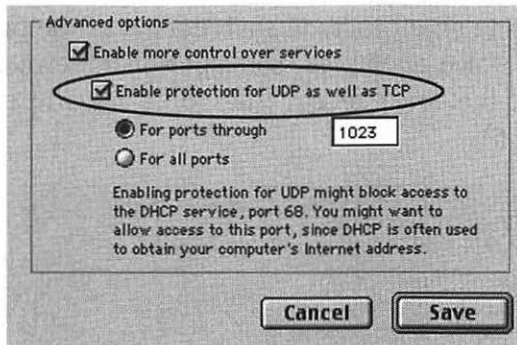 Advanced options
Enable more control over services
Enable protection for UDP as well as TCP
For ports through 1023
For all ports
Enabling protection for UDP might block access to
the DHCP service, port 68. You might want to
allow access to this port, since DHCP is often used
to obtain your computer's Internet address.
Cancel Save